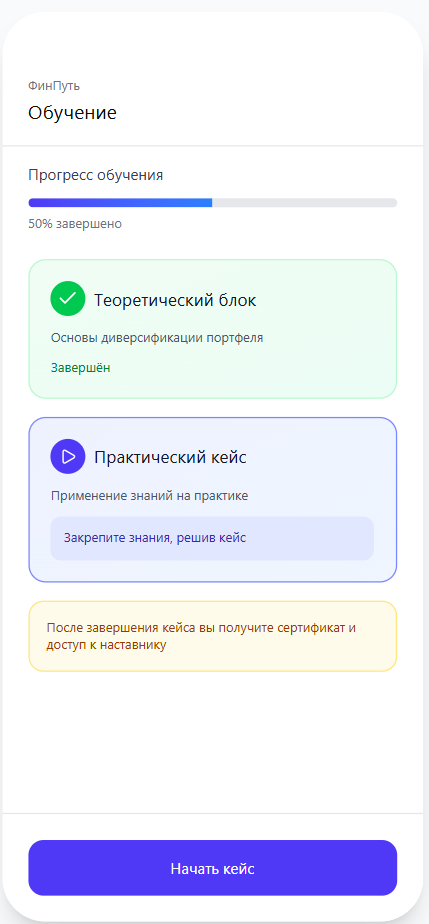 ФинПуть
Обучение
Прогресс обучения
50% завершено
Теоретический блок
Основы диверсификации портфеля
Завершён
Практический кейс
Применение знаний на практике
Закрепите знания, решив кейс
После завершения кейса вы получите сертификат и
доступ к наставнику
Начать кейс